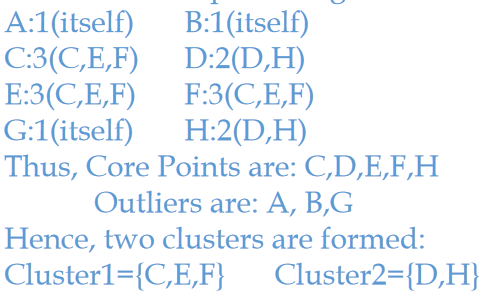 A:1(itself) B:1(itself)
C:3(C,E,F) D:2(D,H)
E:3(C,E,F) F:3(C,E,F)
G:1(itself) H:2(D,H)
Thus, Core Points are: C,D,E,F,H
Outliers are: A, B,G
Hence, two clusters are formed:
Cluster1={C,E,F} Cluster2={D,H}